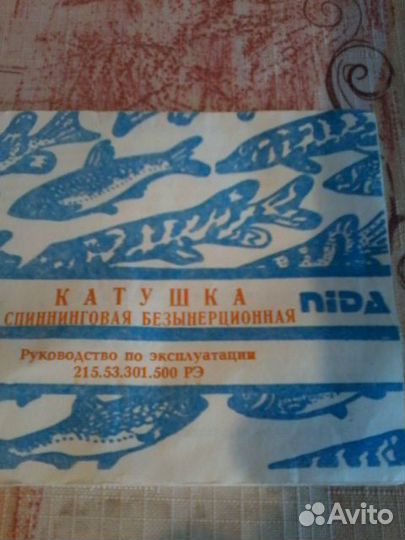 КАТУШКА
СПИННИНГОВАЯ БЕЗЫНЕРЦИОННАЯ
NIDA
Руководство по эксплуатации
215.53.301.500 РЭ
Avito